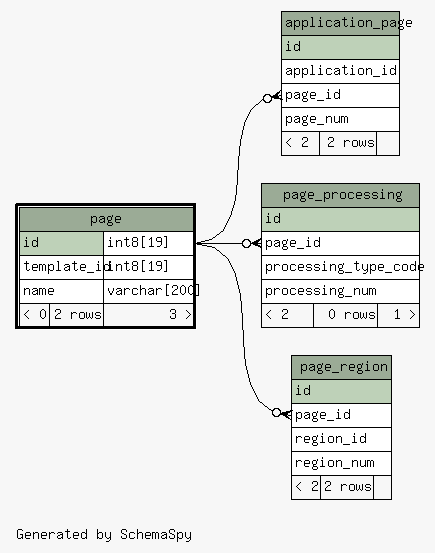 application_page
id
application_id
page_id
page_num
< 2 2 rows
page_processing
id
page_id
processing_type_code
processing_num
< 2 0 rows 1 >
page
id int8[19]
template_id int8[19]
name varchar[200]
< 0 2 rows 3 >
page_region
id
page_id
region_id
region_num
< 2 2 rows
Generated by SchemaSpy